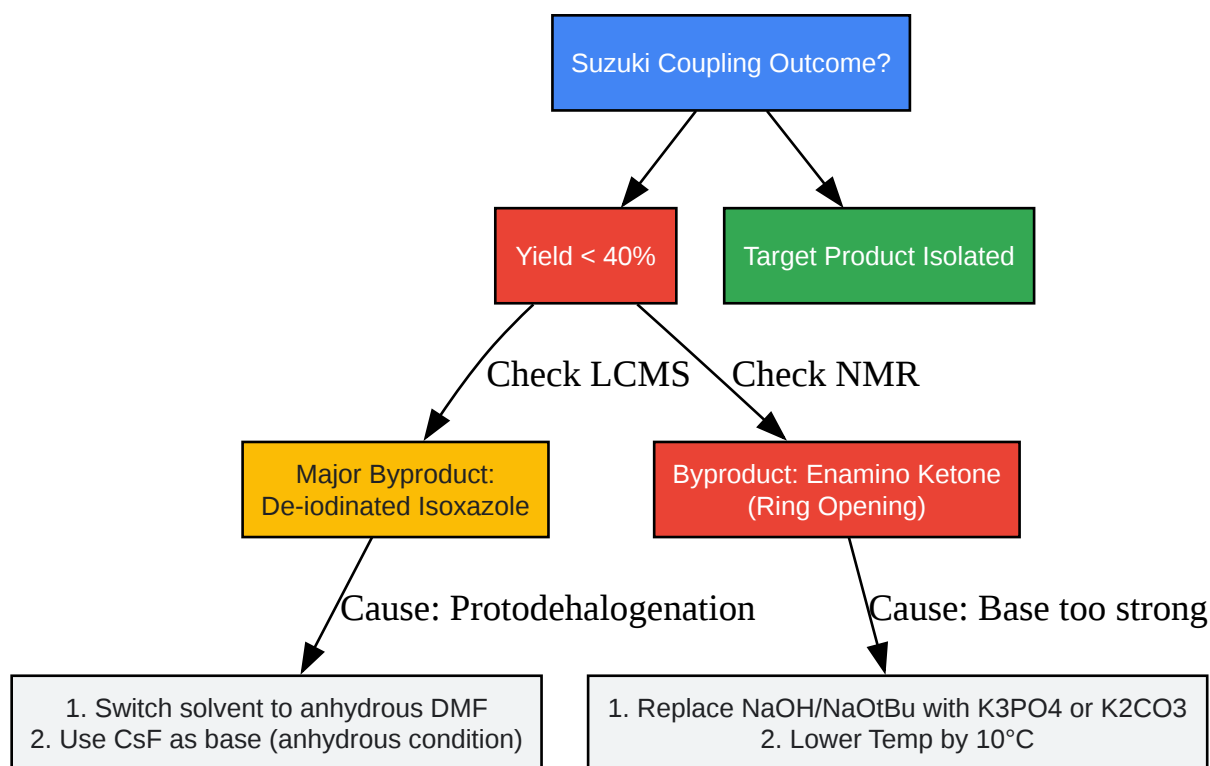 Suzuki Coupling Outcome?
Yield < 40%
Target Product Isolated
Check LCMS
Check NMR
Major Byproduct:
De-iodinated Isoxazole
Byproduct: Enamino Ketone
(Ring Opening)
Cause: Protodehalogenation
Cause: Base too strong
1. Switch solvent to anhydrous DMF
2. Use CsF as base (anhydrous condition)
1. Replace NaOH/NaOtBu with K3PO4 or K2CO3
2. Lower Temp by 10°C